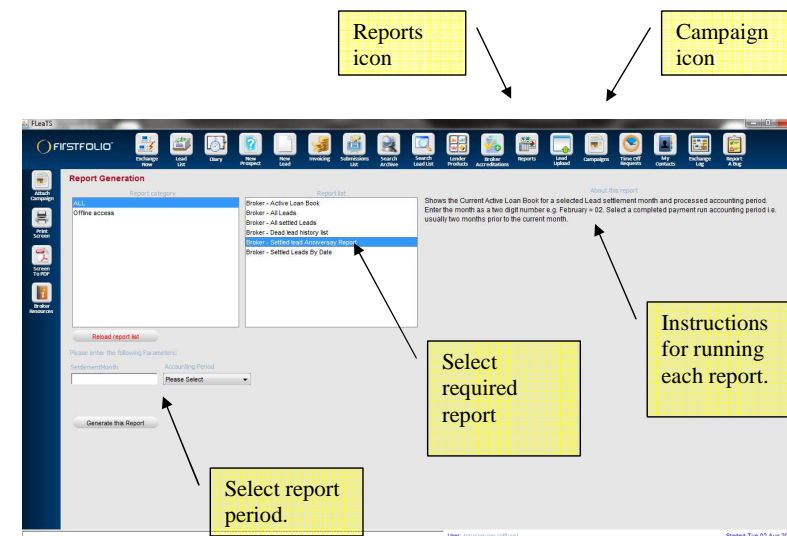 Reports
icon
Campaign
icon
FLeaTS
FIRSTFOLIO
Exchange
Now
Lead
List
Diary
New
Prospect
New
Lead
Invoicing
Submissions
List
Search
Archive
Search
Lead List
Lender
Products
Broker
Accreditations
Reports
Lead
Upload
Campaigns
Time Off
Requests
My
Contacts
Exchange
Log
Report
A Bug
Attach
Campaign
Print
Screen
Screen
To PDF
Broker
Resources
Report Generation
Report category
ALL
Offline access
Report list
Broker - Active Loan Book
Broker - All Leads
Broker - All settled Leads
Broker - Dead lead history list
Broker - Settled lead Anniversay Report
Broker - Settled Leads By Date
About this report
Shows the Current Active Loan Book for a selected Lead settlement month and processed accounting period.
Enter the month as a two digit number e.g. February = 02. Select a completed payment run accounting period i.e.
usually two months prior to the current month.
Reload report list
Please enter the following Parameters:
SettlementMonth
Accounting Period
Please Select
Generate this Report
Select
required
report
Instructions
for running
each report.
Select report
period.
User:
Started: Tue 02 Aug 20